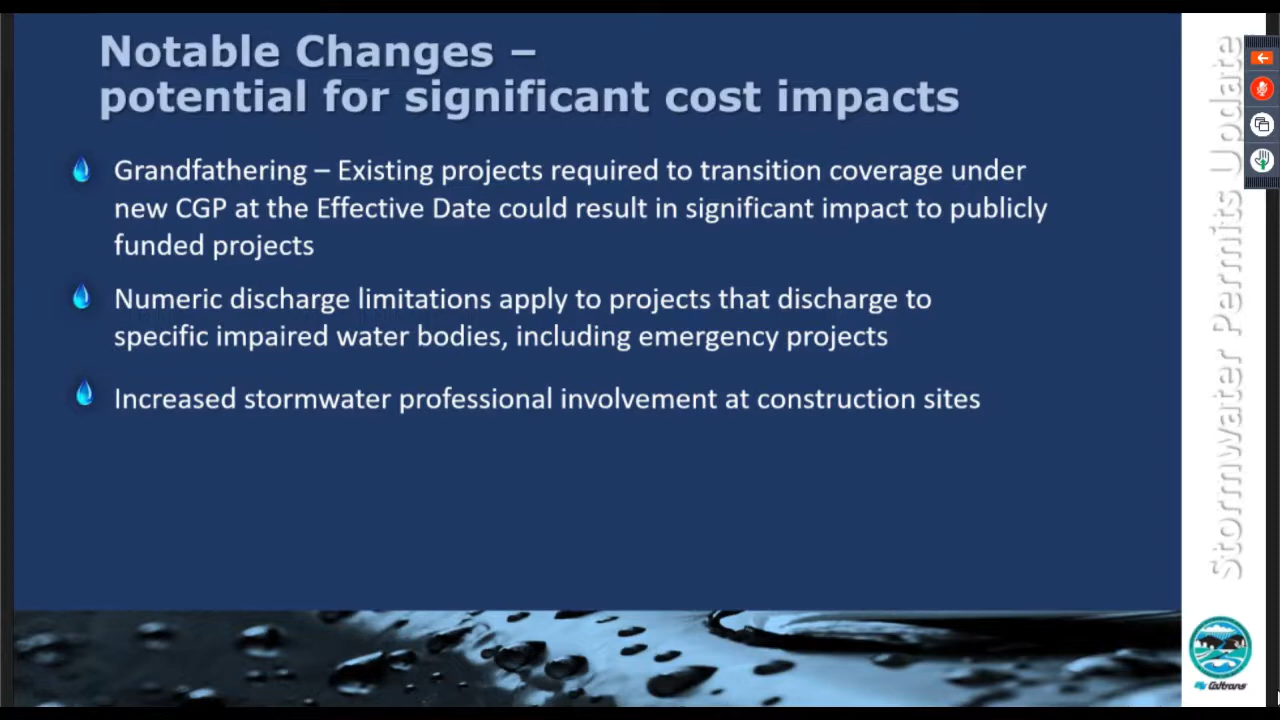 Notable Changes –
potential for significant cost impacts
Grandfathering – Existing projects required to transition coverage under
new CGP at the Effective Date could result in significant impact to publicly
funded projects
Numeric discharge limitations apply to projects that discharge to
specific impaired water bodies, including emergency projects
Increased stormwater professional involvement at construction sites
Stormwater Permits Update
Caltrans